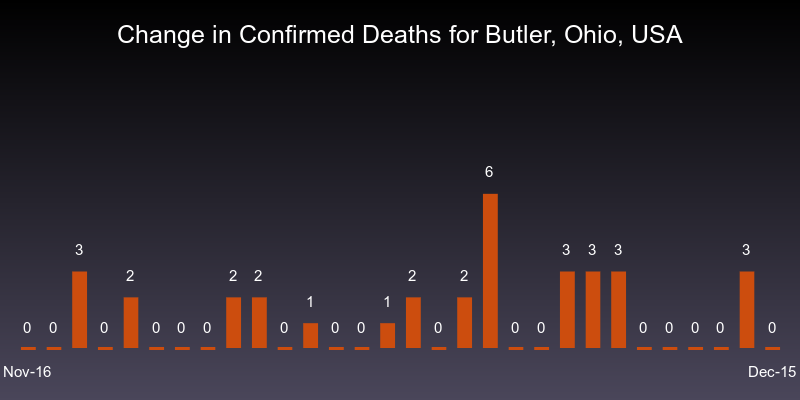 Change in Confirmed Deaths for Butler, Ohio, USA
6
3 3 3 3 3
2 2 2 2 2
1 1
0 0 0 0 0 0 0 0 0 0 0 0 0 0 0 0 0
Nov-16 Dec-15